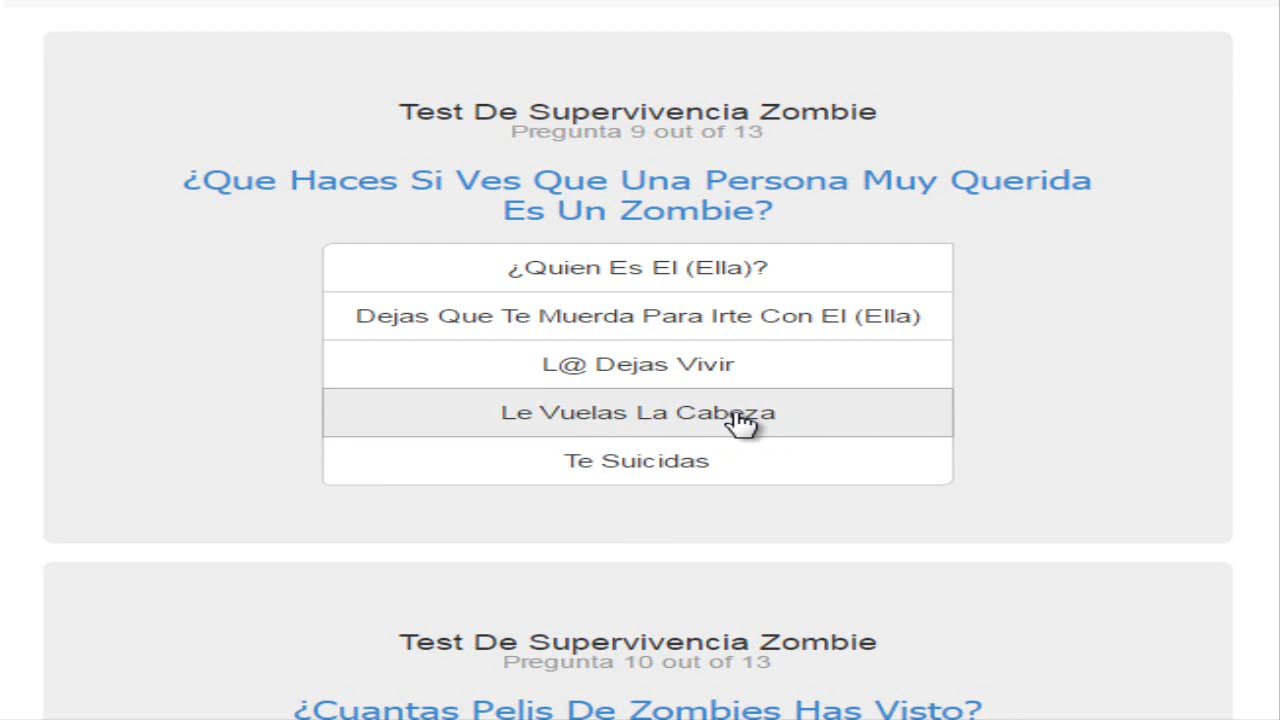 Test De Supervivencia Zombie
Pregunta 9 out of 13
¿Que Haces Si Ves Que Una Persona Muy Querida
Es Un Zombie?
¿Quien Es El (Ella)?
Dejas Que Te Muerda Para Irte Con El (Ella)
L@ Dejas Vivir
Le Vuelas La Cabeza
Te Suicidas
Test De Supervivencia Zombie
Pregunta 10 out of 13
¿Cuantas Pelis De Zombies Has Visto?